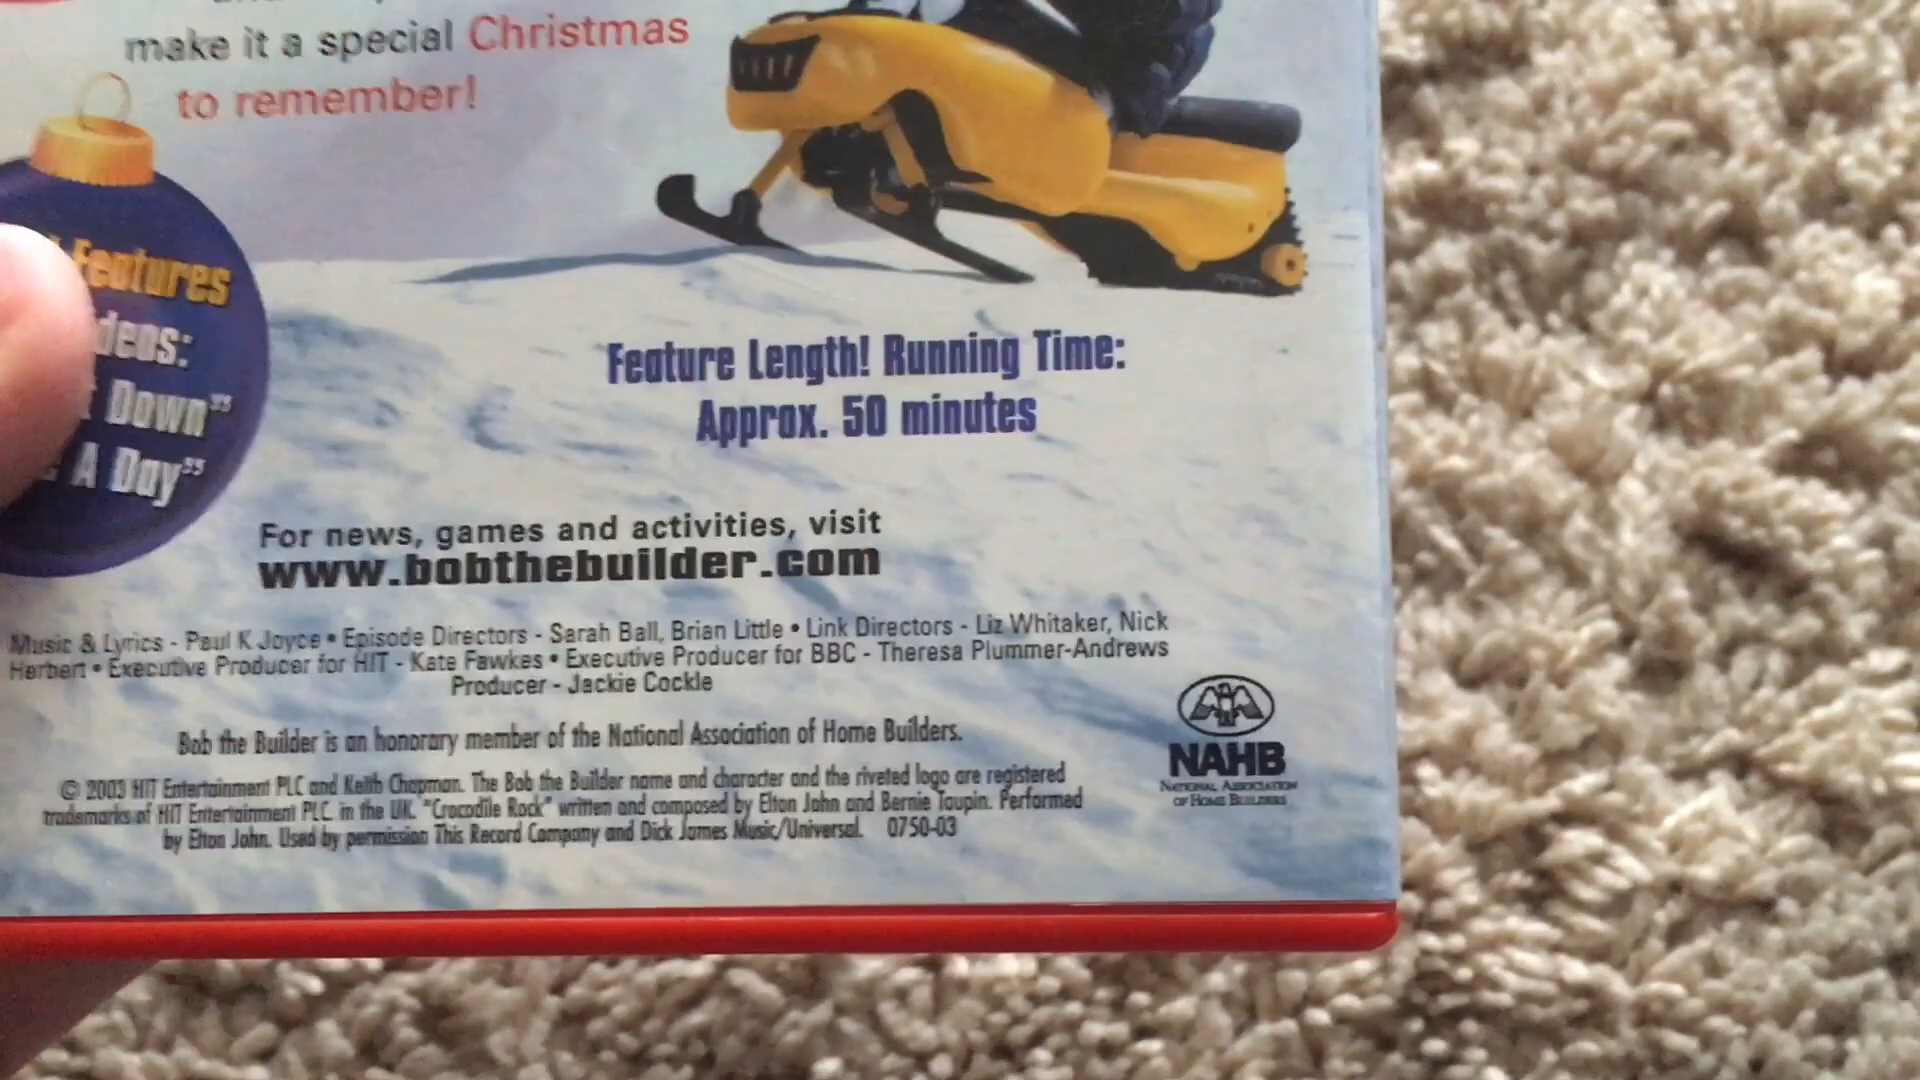 make it a special Christmas
to remember!
Features
deos:
Down"
A Day"
Feature Length! Running Time:
Approx. 50 minutes
For news, games and activities, visit
www.bobthebuilder.com
Music & Lyrics - Paul K Joyce • Episode Directors - Sarah Ball, Brian Little • Link Directors - Liz Whitaker, Nick
Herbert • Executive Producer for HIT - Kate Fawkes • Executive Producer for BBC - Theresa Plummer-Andrews
Producer - Jackie Cockle
Bob the Builder is an honorary member of the National Association of Home Builders.
© 2003 HIT Entertainment PLC and Keith Chapman. The Bob the Builder name and character and the riveted logo are registered
trademarks of HIT Entertainment PLC. in the UK. "Crocodile Rock" written and composed by Elton John and Bernie Taupin. Performed
by Elton John. Used by permission This Record Company and Dick James Music/Universal. 0750-03
NAHB
National Association
of Home Builders